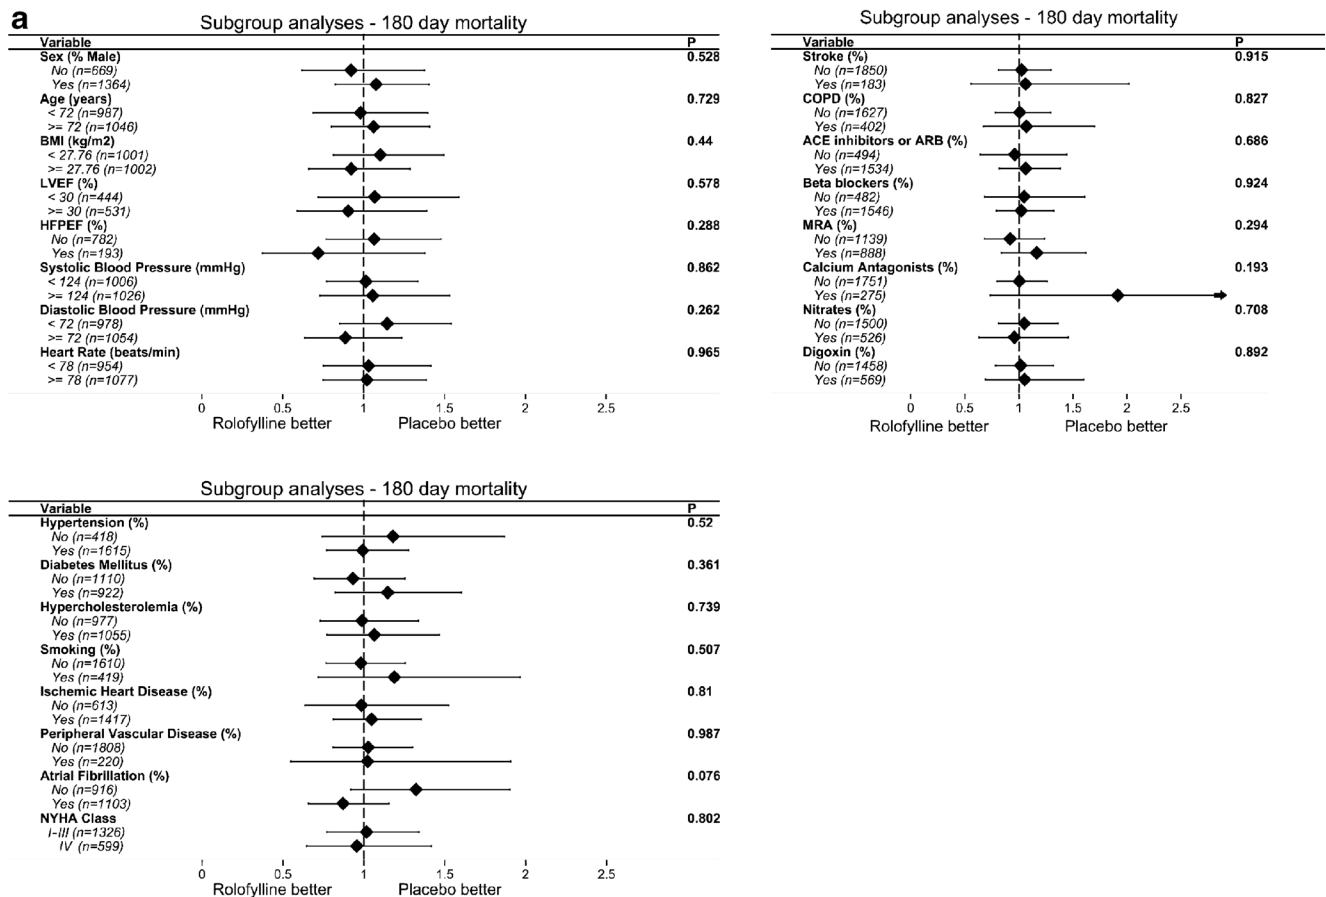 a
Subgroup analyses - 180 day mortality
Variable P
Sex (% Male) 0.528
No (n=669)
Yes (n=1364)
Age (years) 0.729
< 72 (n=987)
>= 72 (n=1046)
BMI (kg/m2) 0.44
< 27.76 (n=1001)
>= 27.76 (n=1002)
LVEF (%) 0.578
< 30 (n=444)
>= 30 (n=531)
HFPEF (%) 0.288
No (n=782)
Yes (n=193)
Systolic Blood Pressure (mmHg) 0.862
< 124 (n=1006)
>= 124 (n=1026)
Diastolic Blood Pressure (mmHg) 0.262
< 72 (n=978)
>= 72 (n=1054)
Heart Rate (beats/min) 0.965
< 78 (n=954)
>= 78 (n=1077)
0 0.5 1 1.5 2 2.5
Rolofylline better Placebo better
Subgroup analyses - 180 day mortality
Variable P
Stroke (%) 0.915
No (n=1850)
Yes (n=183)
COPD (%) 0.827
No (n=1627)
Yes (n=402)
ACE inhibitors or ARB (%) 0.686
No (n=494)
Yes (n=1534)
Beta blockers (%) 0.924
No (n=482)
Yes (n=1546)
MRA (%) 0.294
No (n=1139)
Yes (n=888)
Calcium Antagonists (%) 0.193
No (n=1751)
Yes (n=275)
Nitrates (%) 0.708
No (n=1500)
Yes (n=526)
Digoxin (%) 0.892
No (n=1458)
Yes (n=569)
0 0.5 1 1.5 2 2.5
Rolofylline better Placebo better
Subgroup analyses - 180 day mortality
Variable P
Hypertension (%) 0.52
No (n=418)
Yes (n=1615)
Diabetes Mellitus (%) 0.361
No (n=1110)
Yes (n=922)
Hypercholesterolemia (%) 0.739
No (n=977)
Yes (n=1055)
Smoking (%) 0.507
No (n=1610)
Yes (n=419)
Ischemic Heart Disease (%) 0.81
No (n=613)
Yes (n=1417)
Peripheral Vascular Disease (%) 0.987
No (n=1808)
Yes (n=220)
Atrial Fibrillation (%) 0.076
No (n=916)
Yes (n=1103)
NYHA Class 0.802
I-III (n=1326)
IV (n=599)
0 0.5 1 1.5 2 2.5
Rolofylline better Placebo better